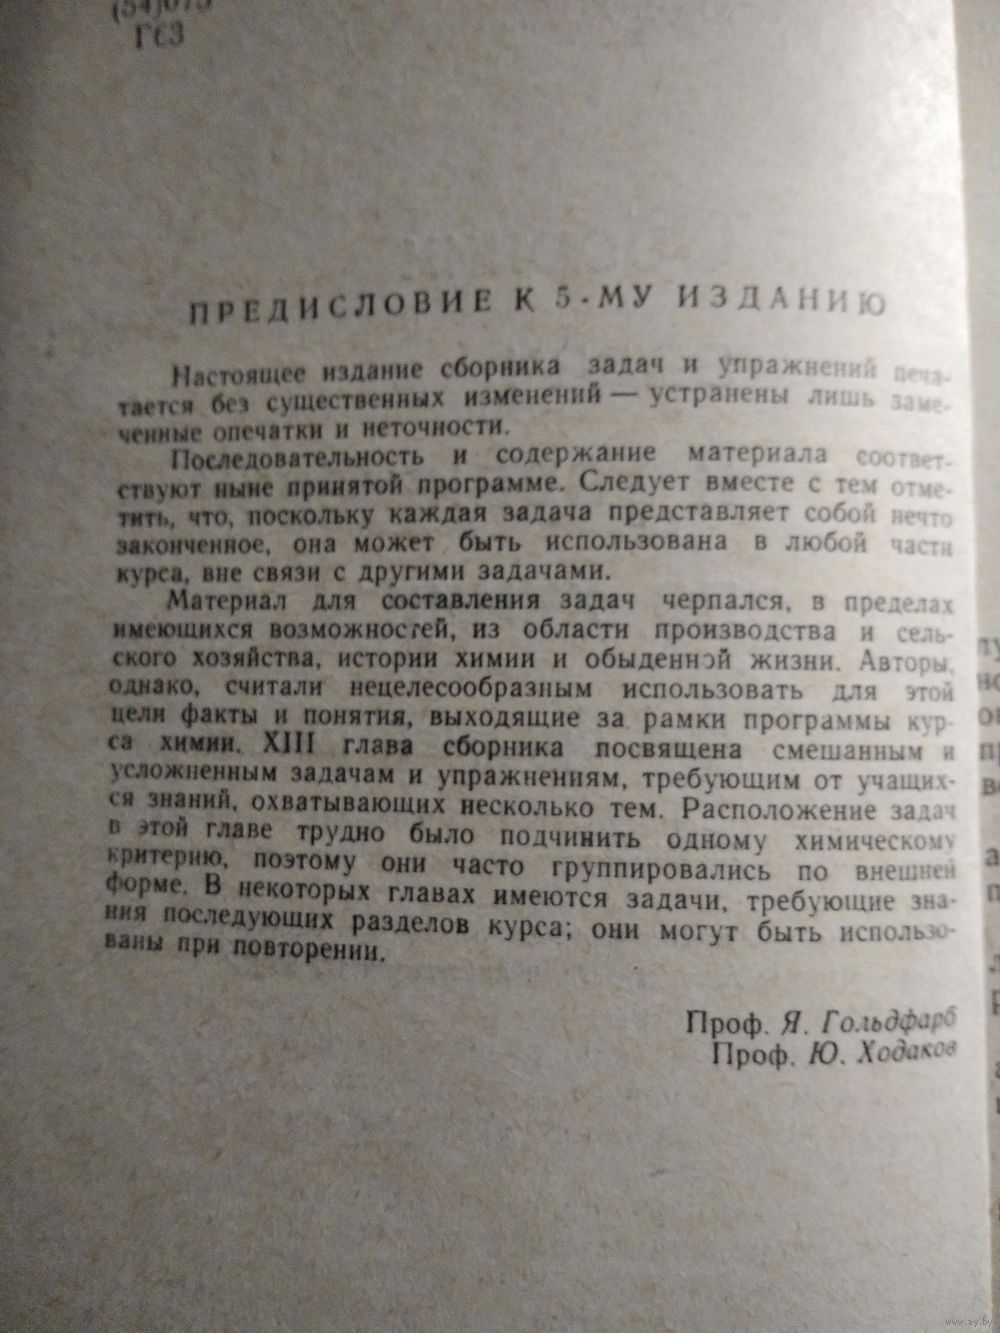 Г63
ПРЕДИСЛОВИЕ К 5-МУ ИЗДАНИЮ
Настоящее издание сборника задач и упражнений печа-
тается без существенных изменений — устранены лишь заме-
ченные опечатки и неточности.
Последовательность и содержание материала соответ-
ствуют ныне принятой программе. Следует вместе с тем отме-
тить, что, поскольку каждая задача представляет собой нечто
законченное, она может быть использована в любой части
курса, вне связи с другими задачами.
Материал для составления задач черпался, в пределах
имеющихся возможностей, из области производства и сель-
ского хозяйства, истории химии и обыденной жизни. Авторы,
однако, считали нецелесообразным использовать для этой
цели факты и понятия, выходящие за рамки программы кур-
са химии. XIII глава сборника посвящена смешанным и
усложненным задачам и упражнениям, требующим от учащих-
ся знаний, охватывающих несколько тем. Расположение задач
в этой главе трудно было подчинить одному химическому
критерию, поэтому они часто группировались по внешней
форме. В некоторых главах имеются задачи, требующие зна-
ния последующих разделов курса; они могут быть использо-
ваны при повторении.
Проф. Я. Гольдфарб
Проф. Ю. Ходаков
www.ay.by